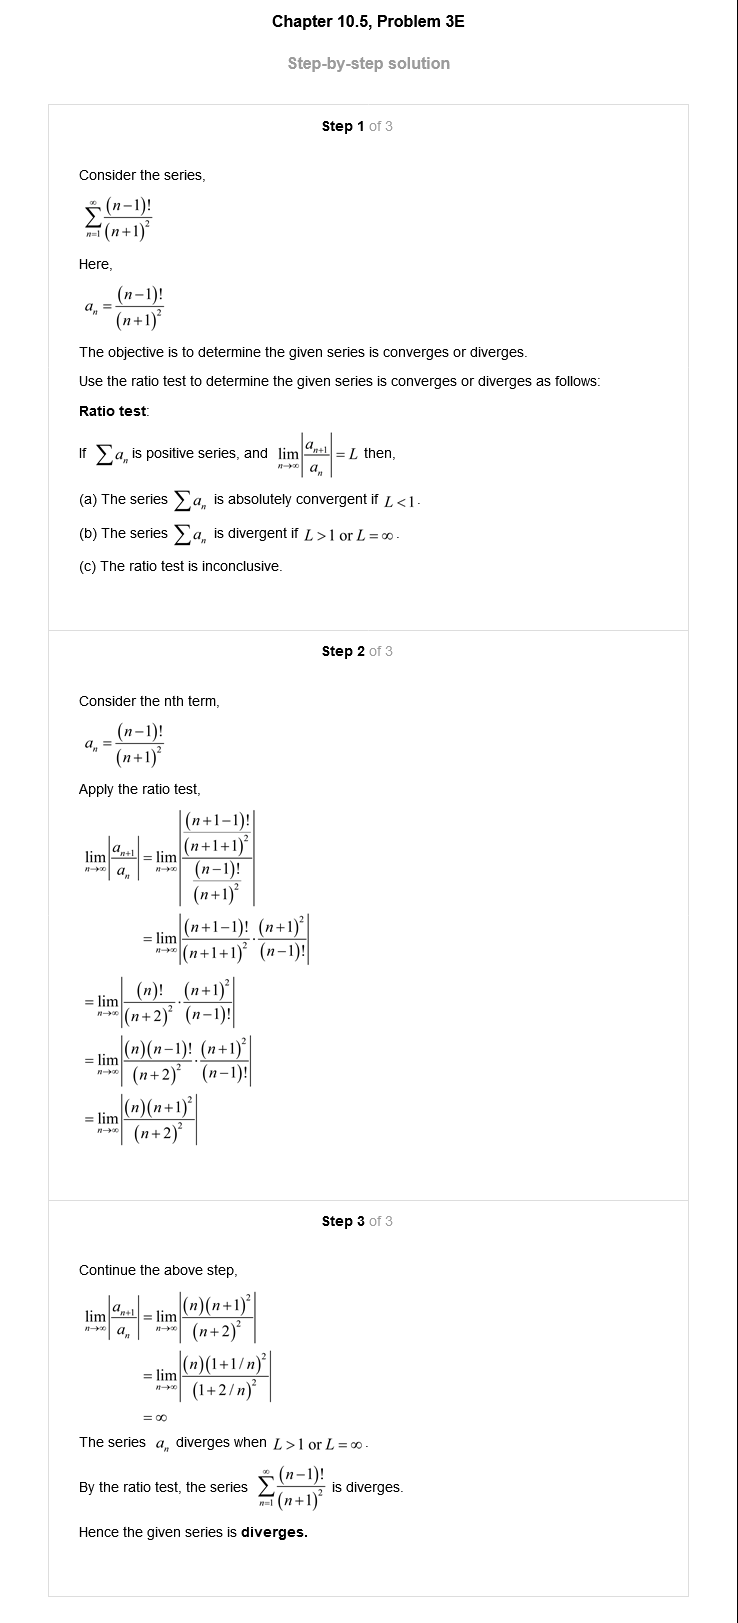 Chapter 10.5, Problem 3E
Step-by-step solution
Step 1 of 3
Consider the series,
$\sum_{n=1}^{\infty} \frac{(n-1)!}{(n+1)^2}$
Here,
$a_n = \frac{(n-1)!}{(n+1)^2}$
The objective is to determine the given series is converges or diverges.
Use the ratio test to determine the given series is converges or diverges as follows:
Ratio test:
If $\sum a_n$ is positive series, and $\lim_{n\to\infty} \left|\frac{a_{n+1}}{a_n}\right| = L$ then,
(a) The series $\sum a_n$ is absolutely convergent if $L<1$.
(b) The series $\sum a_n$ is divergent if $L>1$ or $L=\infty$.
(c) The ratio test is inconclusive.
Step 2 of 3
Consider the nth term,
$a_n = \frac{(n-1)!}{(n+1)^2}$
Apply the ratio test,
$\lim_{n\to\infty} \left|\frac{a_{n+1}}{a_n}\right| = \lim_{n\to\infty} \left|\frac{\frac{(n+1-1)!}{(n+1+1)^2}}{\frac{(n-1)!}{(n+1)^2}}\right|$
$= \lim_{n\to\infty} \left|\frac{(n+1-1)!}{(n+1+1)^2} \cdot \frac{(n+1)^2}{(n-1)!}\right|$
$= \lim_{n\to\infty} \left|\frac{(n)!}{(n+2)^2} \cdot \frac{(n+1)^2}{(n-1)!}\right|$
$= \lim_{n\to\infty} \left|\frac{(n)(n-1)!}{(n+2)^2} \cdot \frac{(n+1)^2}{(n-1)!}\right|$
$= \lim_{n\to\infty} \left|\frac{(n)(n+1)^2}{(n+2)^2}\right|$
Step 3 of 3
Continue the above step,
$\lim_{n\to\infty} \left|\frac{a_{n+1}}{a_n}\right| = \lim_{n\to\infty} \left|\frac{(n)(n+1)^2}{(n+2)^2}\right|$
$= \lim_{n\to\infty} \left|\frac{(n)(1+1/n)^2}{(1+2/n)^2}\right|$
$= \infty$
The series $a_n$ diverges when $L>1$ or $L=\infty$.
By the ratio test, the series $\sum_{n=1}^{\infty} \frac{(n-1)!}{(n+1)^2}$ is diverges.
Hence the given series is diverges.